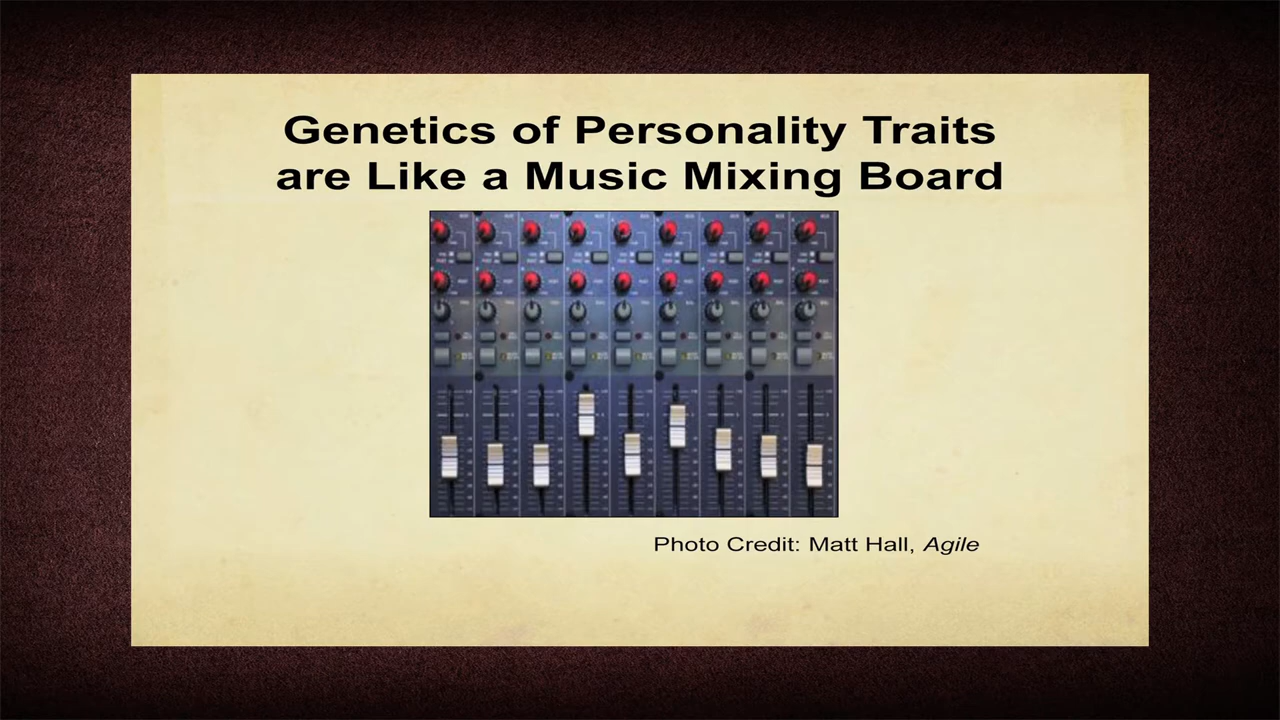 Genetics of Personality Traits
are Like a Music Mixing Board
Photo Credit: Matt Hall, Agile